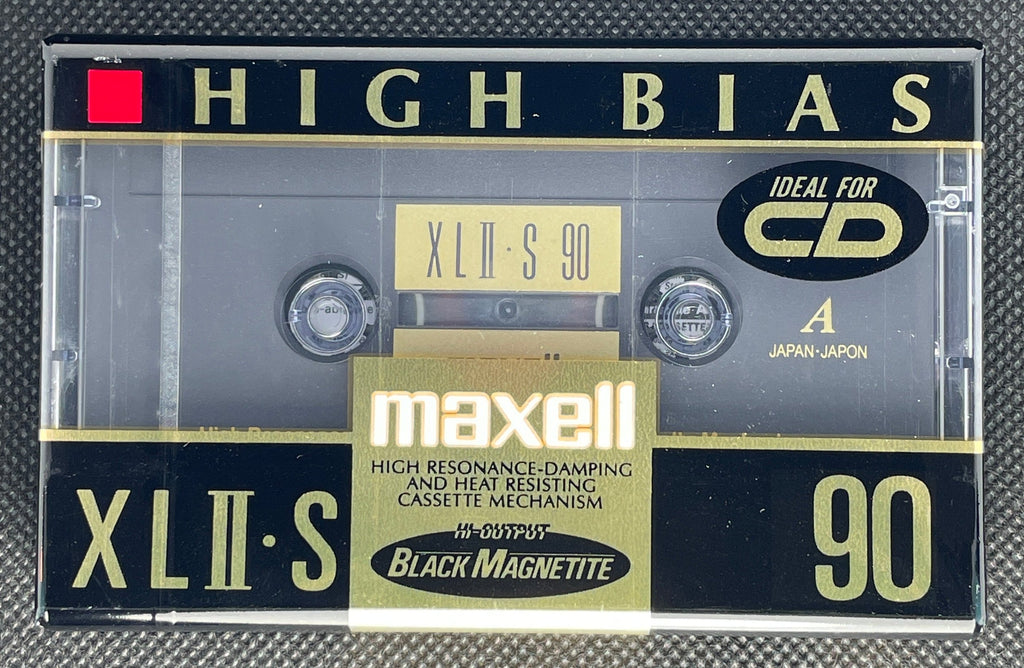 HIGH BIAS
IDEAL FOR
CD
XLII·S 90
A
JAPAN·JAPON
maxell
HIGH RESONANCE-DAMPING
AND HEAT RESISTING
CASSETTE MECHANISM
HI-OUTPUT
BLACK MAGNETITE
XLII·S
90